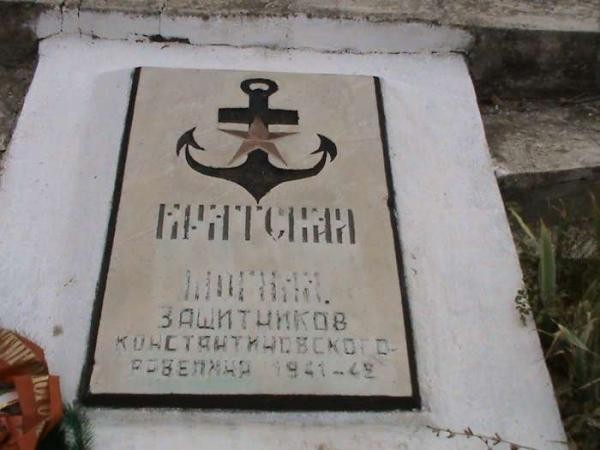 БРАТСКАЯ
МОГИЛА.
ЗАЩИТНИКОВ
КОНСТАНТИНОВСКОГО-
РАВЕЛИНА 1941-42